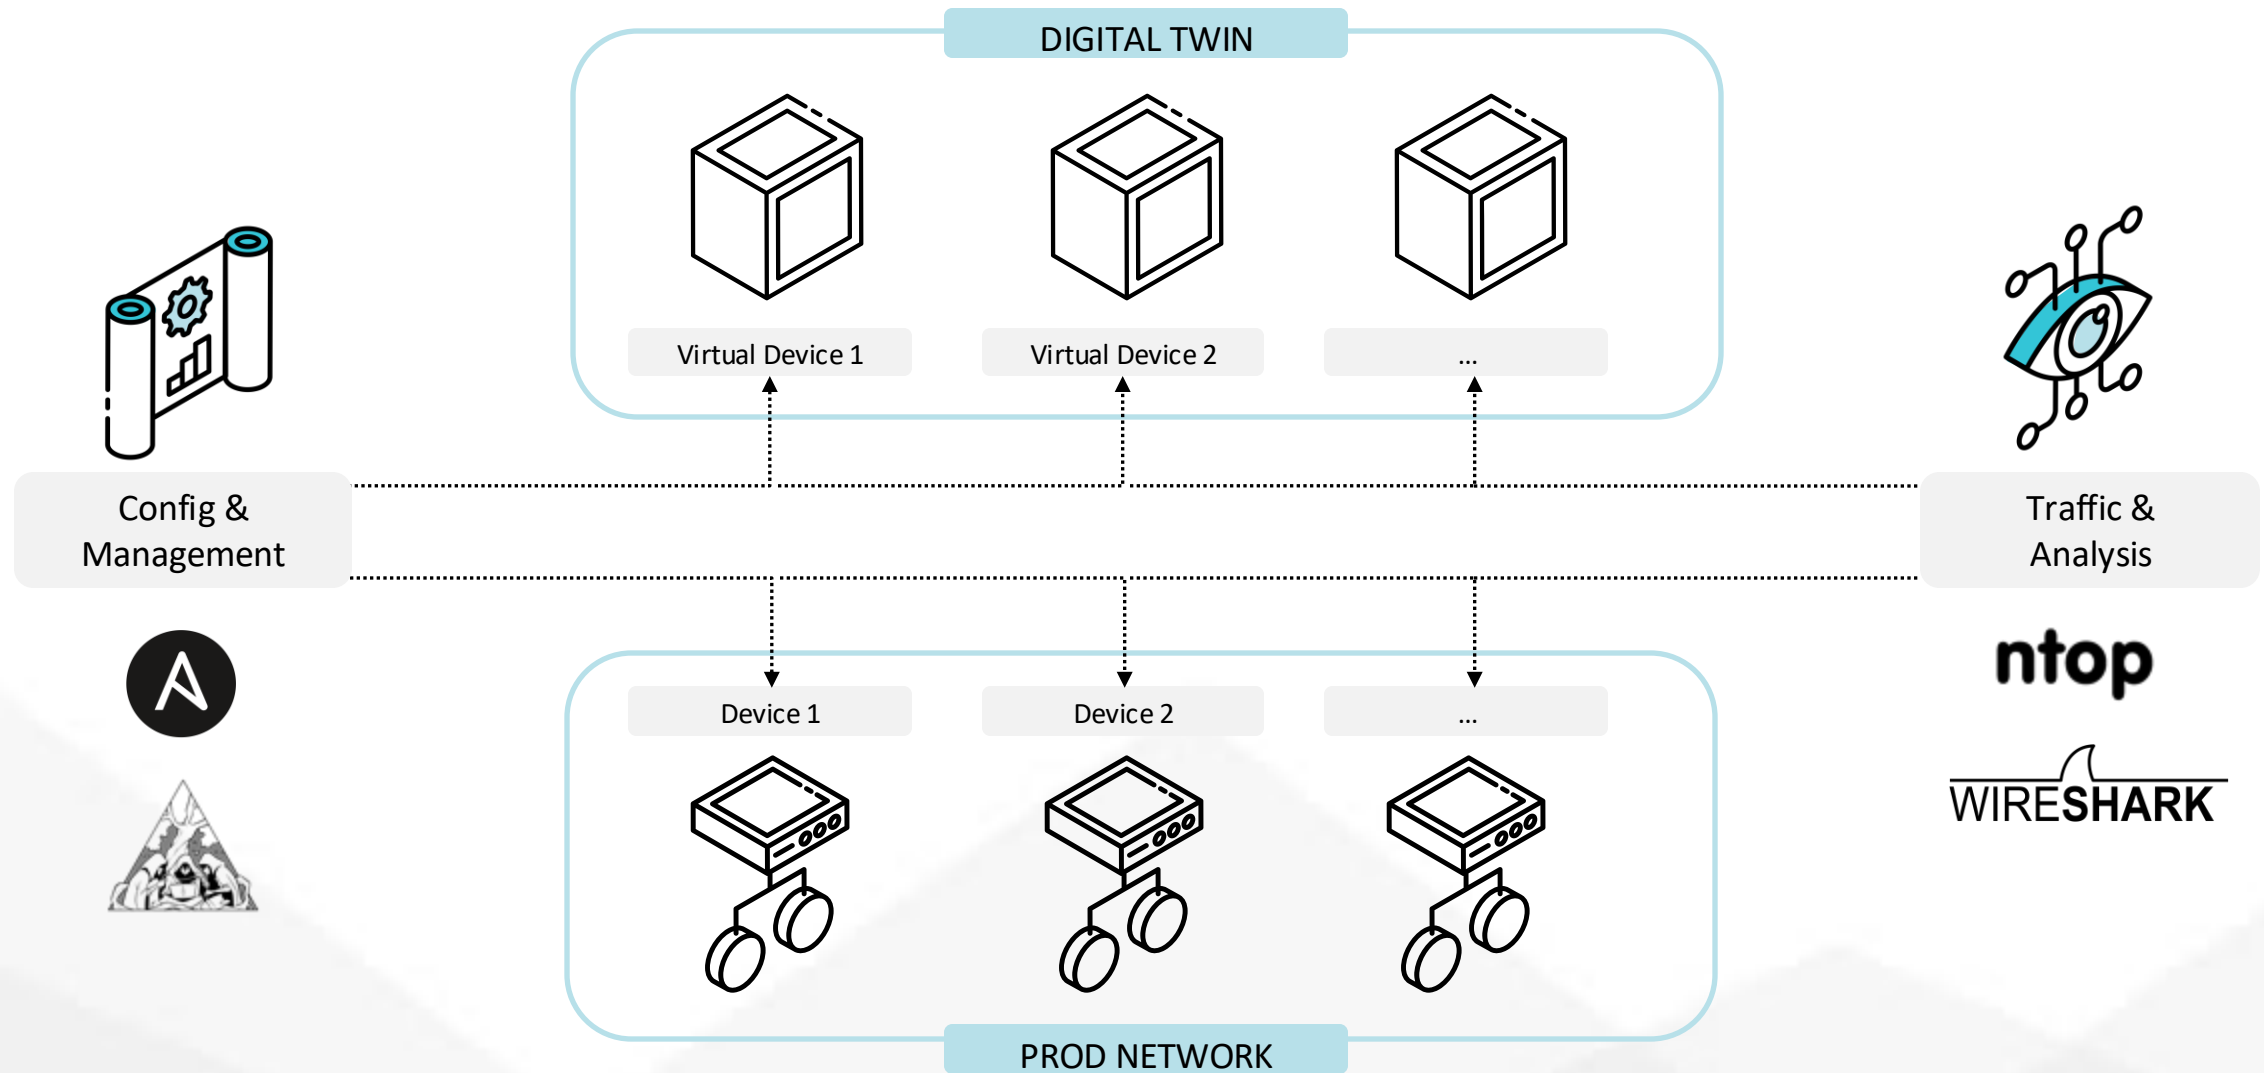 DIGITAL TWIN
Virtual Device 1
Virtual Device 2
...
Config &
Management
Traffic &
Analysis
ntop
WIRESHARK
Device 1
Device 2
...
PROD NETWORK